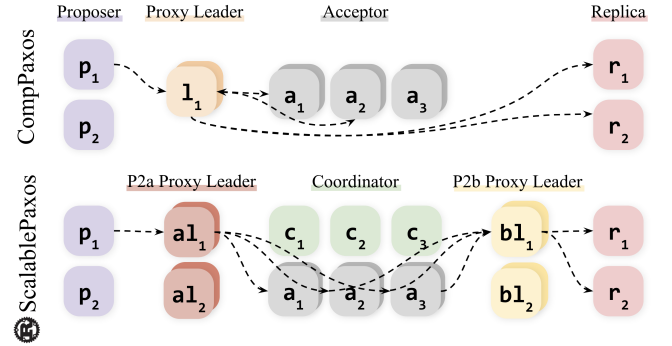 Proposer Proxy Leader Acceptor Replica
CompPaxos
p1 l1 a1 a2 a3 r1
p2 r2
P2a Proxy Leader Coordinator P2b Proxy Leader
ScalablePaxos
p1 al1 c1 c2 c3 bl1 r1
p2 al2 a1 a2 a3 bl2 r2
R